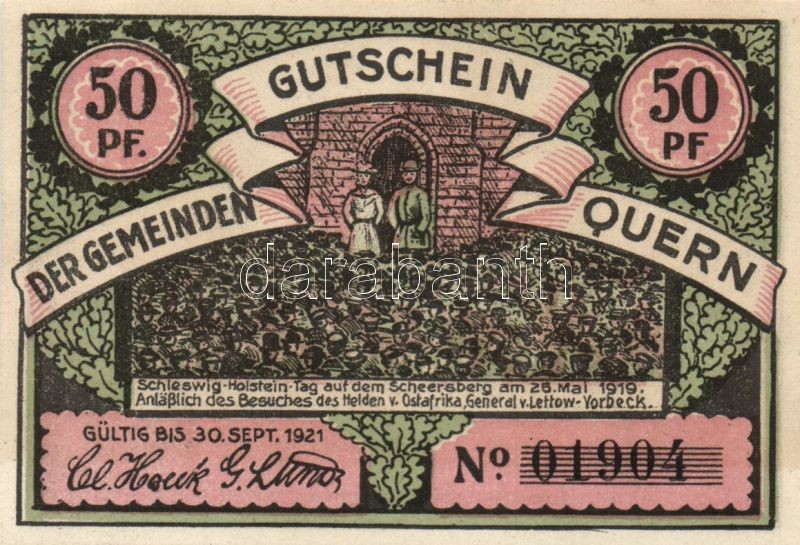 50
PF.
GUTSCHEIN
50
PF
DER GEMEINDEN
QUERN
darabanth
Schleswig-Holstein-Tag auf dem Scheersberg am 26. Mai 1919.
Anläßlich des Besuches des Helden v. Ostafrika, General v. Lettow-Vorbeck.
GÜLTIG BIS 30. SEPT. 1921
Nº 01904